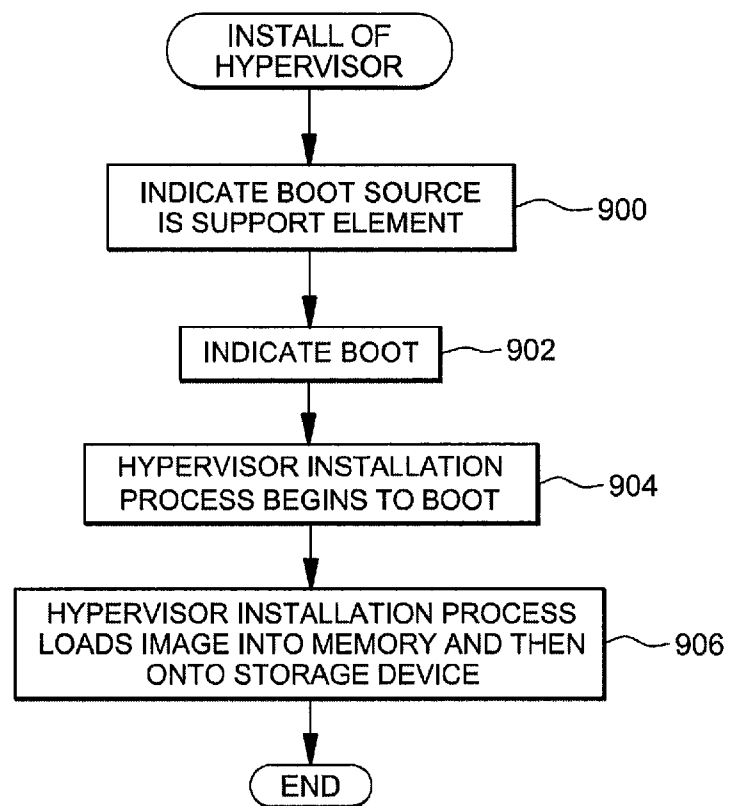 INSTALL OF
HYPERVISOR
INDICATE BOOT SOURCE
IS SUPPORT ELEMENT
900
INDICATE BOOT
902
HYPERVISOR INSTALLATION
PROCESS BEGINS TO BOOT
904
HYPERVISOR INSTALLATION PROCESS
LOADS IMAGE INTO MEMORY AND THEN
ONTO STORAGE DEVICE
906
END